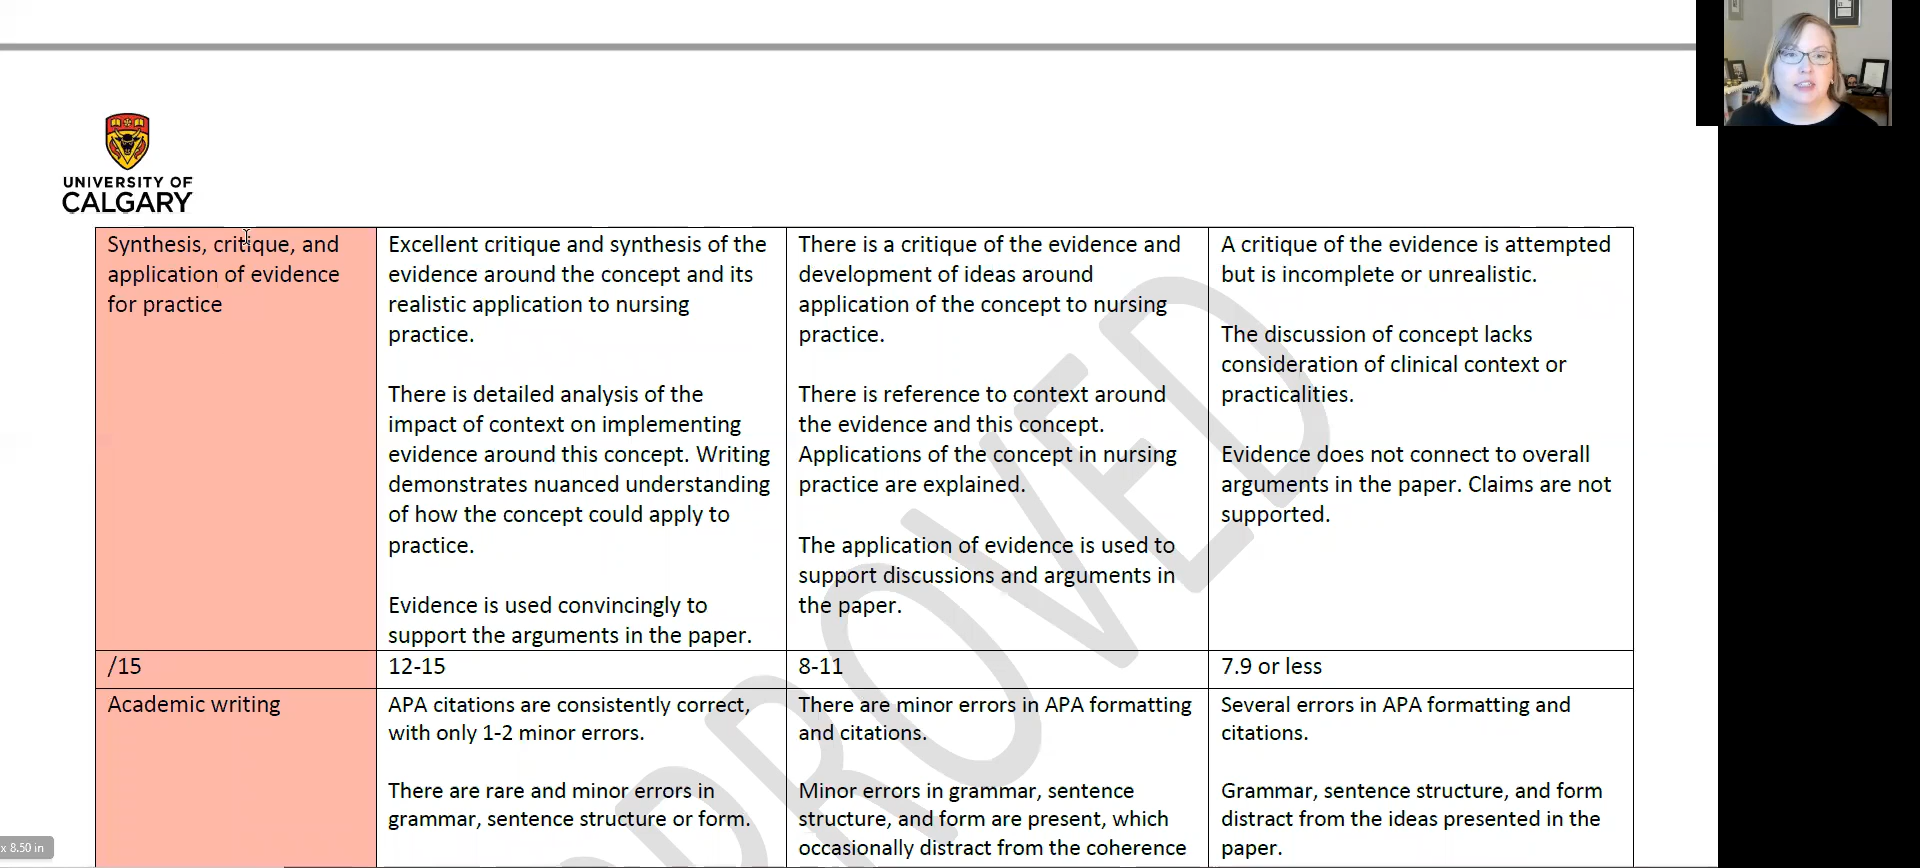 UNIVERSITY OF
CALGARY
Synthesis, critique, and
application of evidence
for practice
Excellent critique and synthesis of the
evidence around the concept and its
realistic application to nursing
practice.
There is detailed analysis of the
impact of context on implementing
evidence around this concept. Writing
demonstrates nuanced understanding
of how the concept could apply to
practice.
Evidence is used convincingly to
support the arguments in the paper.
There is a critique of the evidence and
development of ideas around
application of the concept to nursing
practice.
There is reference to context around
the evidence and this concept.
Applications of the concept in nursing
practice are explained.
The application of evidence is used to
support discussions and arguments in
the paper.
A critique of the evidence is attempted
but is incomplete or unrealistic.
The discussion of concept lacks
consideration of clinical context or
practicalities.
Evidence does not connect to overall
arguments in the paper. Claims are not
supported.
/15
12-15
8-11
7.9 or less
Academic writing
APA citations are consistently correct,
with only 1-2 minor errors.
There are rare and minor errors in
grammar, sentence structure or form.
There are minor errors in APA formatting
and citations.
Minor errors in grammar, sentence
structure, and form are present, which
occasionally distract from the coherence
Several errors in APA formatting and
citations.
Grammar, sentence structure, and form
distract from the ideas presented in the
paper.
PROVED
x 8.50 in